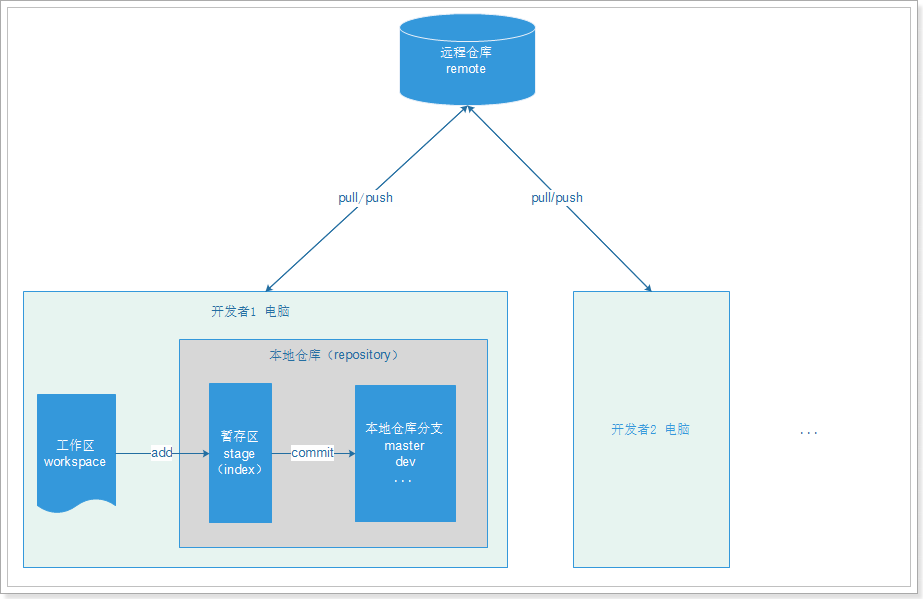 远程仓库
remote
pull/push
pull/push
开发者1 电脑
本地仓库（repository）
工作区
workspace
add
暂存区
stage
（index）
commit
本地仓库分支
master
dev
...
开发者2 电脑
...